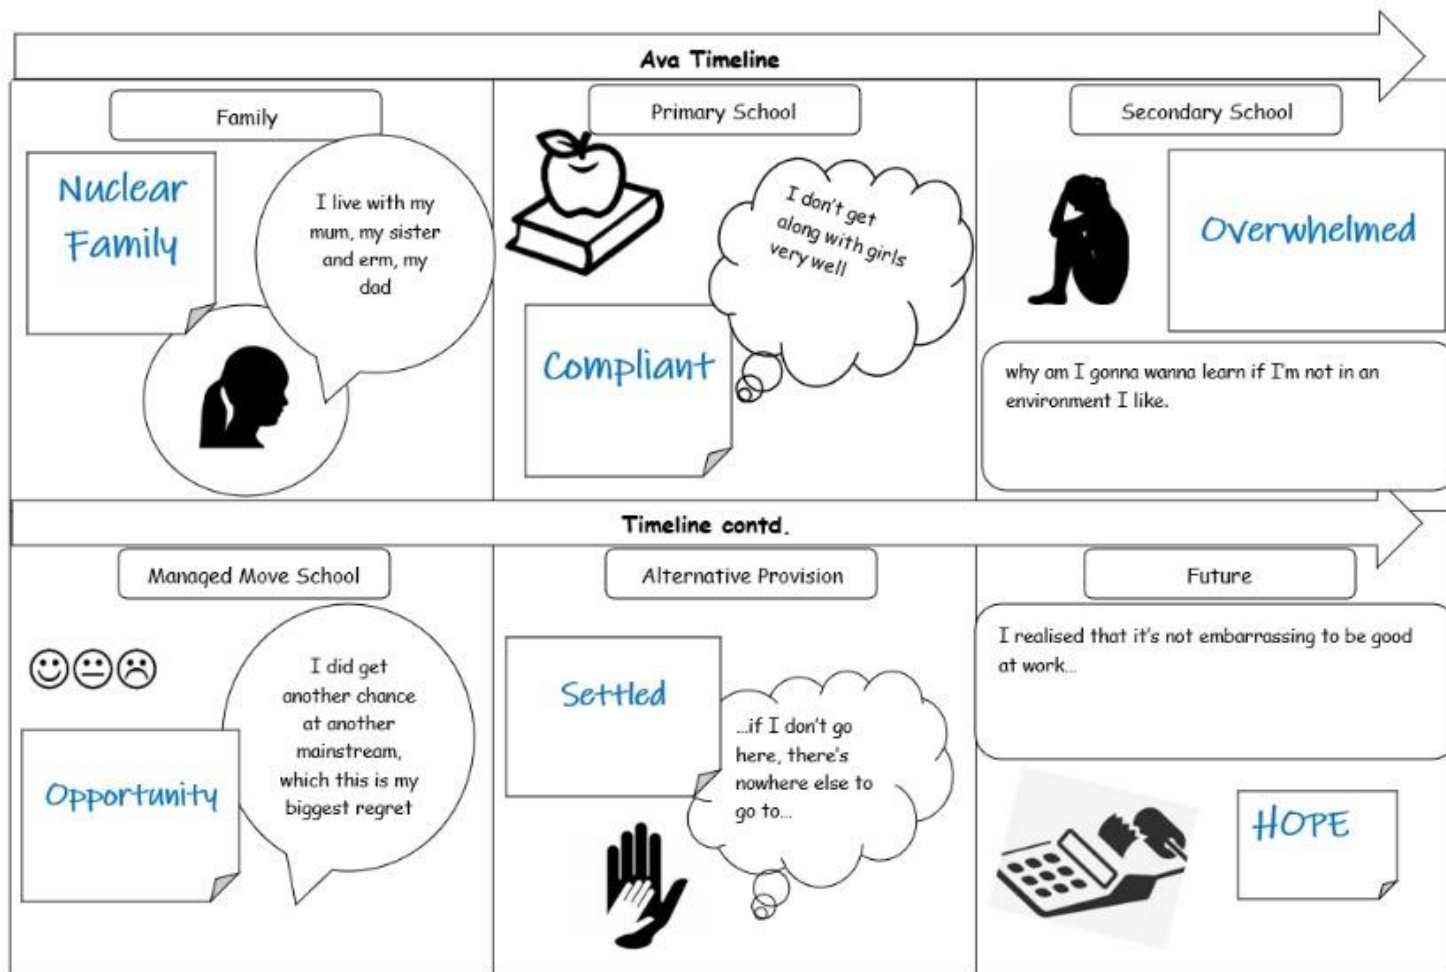 Ava Timeline
Family
Nuclear
Family
I live with my
mum, my sister
and erm, my
dad
Primary School
I don't get
along with girls
very well
Compliant
Secondary School
Overwhelmed
why am I gonna wanna learn if I'm not in an
environment I like.
Timeline contd.
Managed Move School
I did get
another chance
at another
mainstream,
which this is my
biggest regret
Opportunity
Alternative Provision
Settled
...if I don't go
here, there's
nowhere else to
go to...
Future
I realised that it's not embarrassing to be good
at work...
HOPE